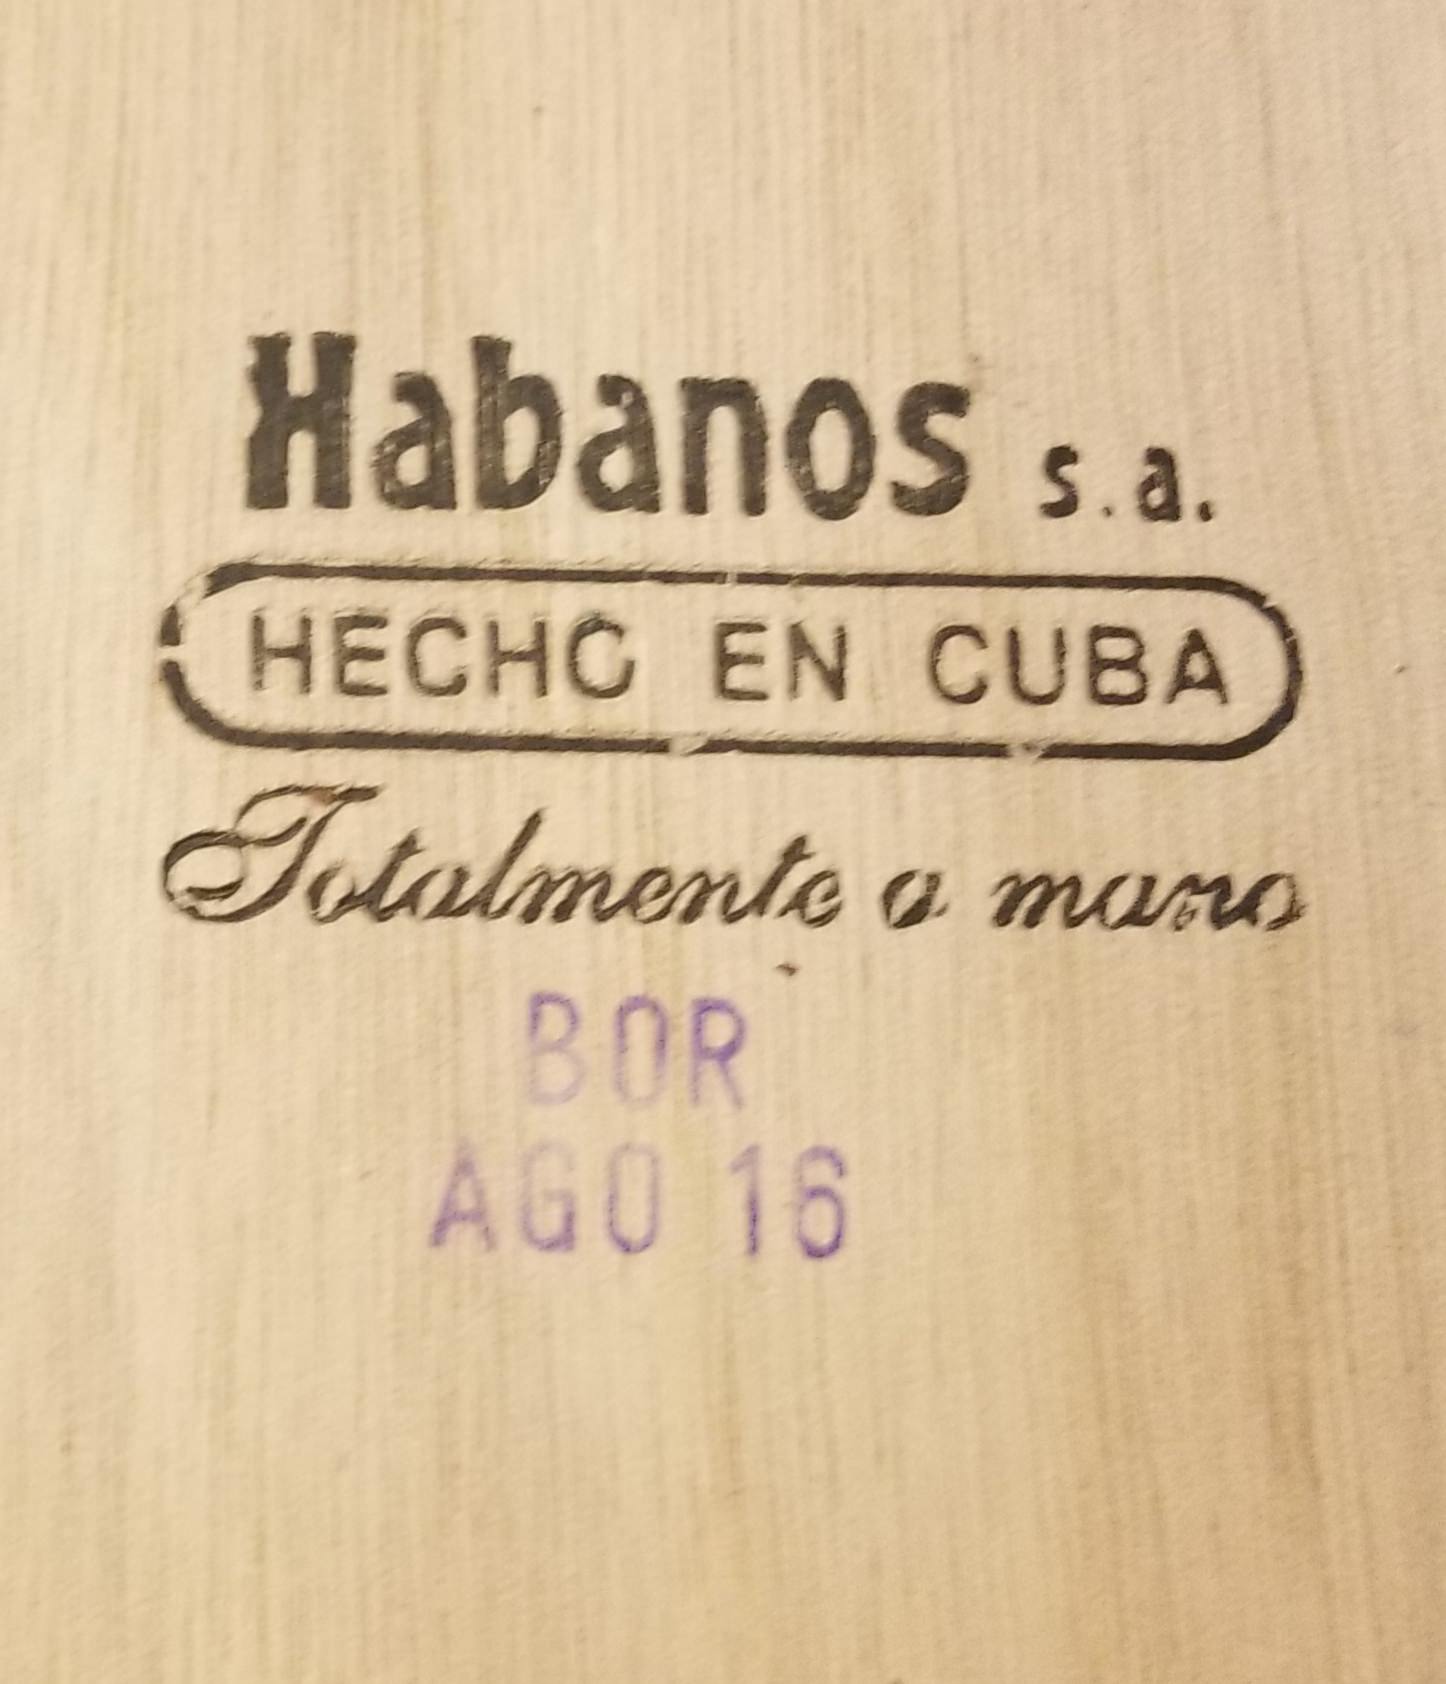 Habanos s.a.
HECHO EN CUBA
Totalmente a mano
BOR
AGO 16